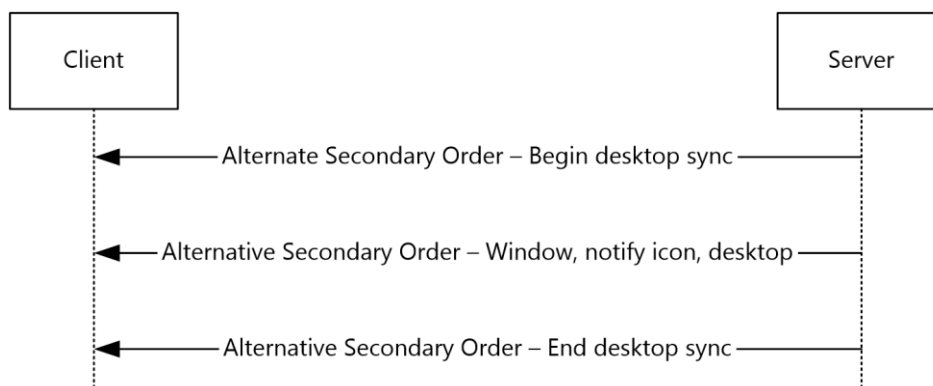 Client
Server
Alternate Secondary Order – Begin desktop sync
Alternative Secondary Order – Window, notify icon, desktop
Alternative Secondary Order – End desktop sync